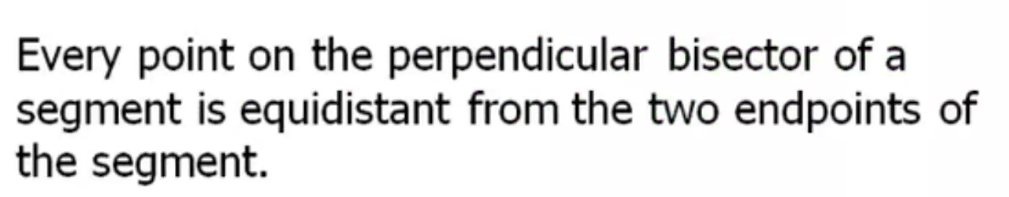 Every point on the perpendicular bisector of a
segment is equidistant from the two endpoints of
the segment.